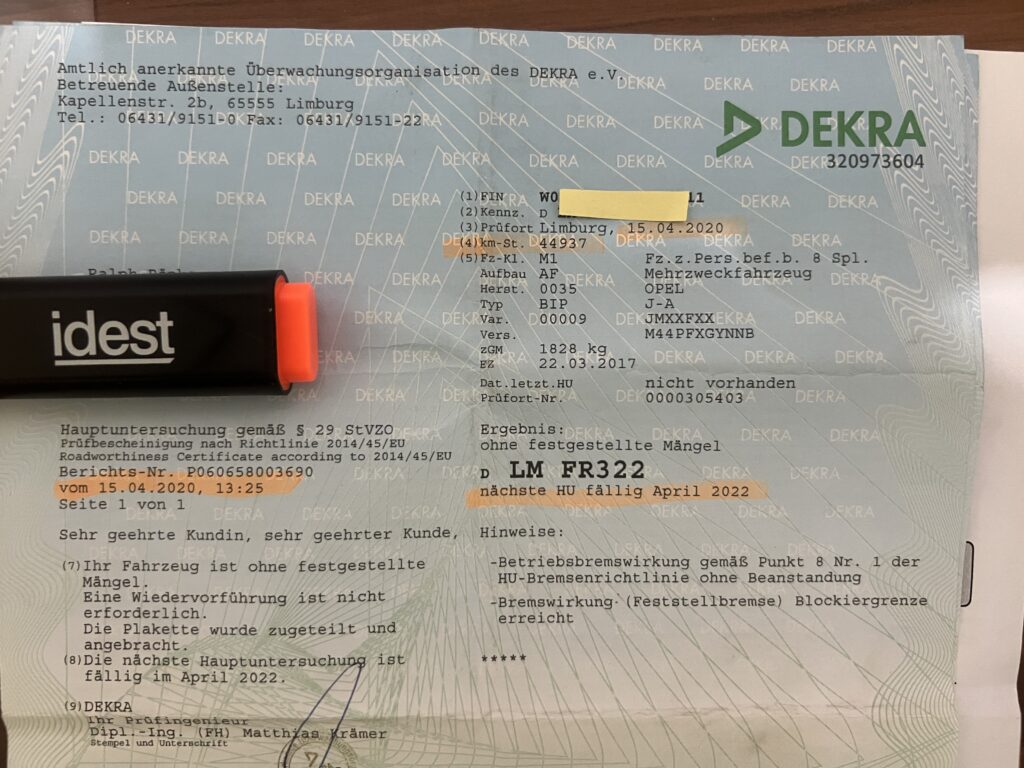 Amtlich anerkannte Überwachungsorganisation des DEKRA e.V.
Betreuende Außenstelle:
Kapellenstr. 2b, 65555 Limburg
Tel.: 06431/9151-0 Fax: 06431/9151-22
DEKRA
320973604
(1) FIN W0 11
(2) Kennz. D
(3) Prüfort Limburg, 15.04.2020
(4) km-St. 44937
(5) Fz-Kl. M1 Fz.z.Pers.bef.b. 8 Spl.
Aufbau AF Mehrzweckfahrzeug
Herst. 0035 OPEL
Typ BIP J-A
Var. 00009 JMXXFXX
Vers. M44PFXGYNNB
zGM 1828 kg
EZ 22.03.2017
Dat.letzt.HU nicht vorhanden
Prüfort-Nr. 0000305403
idest
Hauptuntersuchung gemäß § 29 StVZO
Prüfbescheinigung nach Richtlinie 2014/45/EU
Roadworthiness Certificate according to 2014/45/EU
Berichts-Nr. P060658003690
vom 15.04.2020, 13:25
Seite 1 von 1
Ergebnis:
ohne festgestellte Mängel
D LM FR322
nächste HU fällig April 2022
Sehr geehrte Kundin, sehr geehrter Kunde,
(7) Ihr Fahrzeug ist ohne festgestellte
Mängel.
Eine Wiedervorführung ist nicht
erforderlich.
Die Plakette wurde zugeteilt und
angebracht.
(8) Die nächste Hauptuntersuchung ist
fällig im April 2022.
(9) DEKRA
Ihr Prüfingenieur
Dipl.-Ing. (FH) Matthias Krämer
Stempel und Unterschrift
Hinweise:
-Betriebsbremswirkung gemäß Punkt 8 Nr. 1 der
HU-Bremsenrichtlinie ohne Beanstandung
-Bremswirkung (Feststellbremse) Blockiergrenze
erreicht
*****